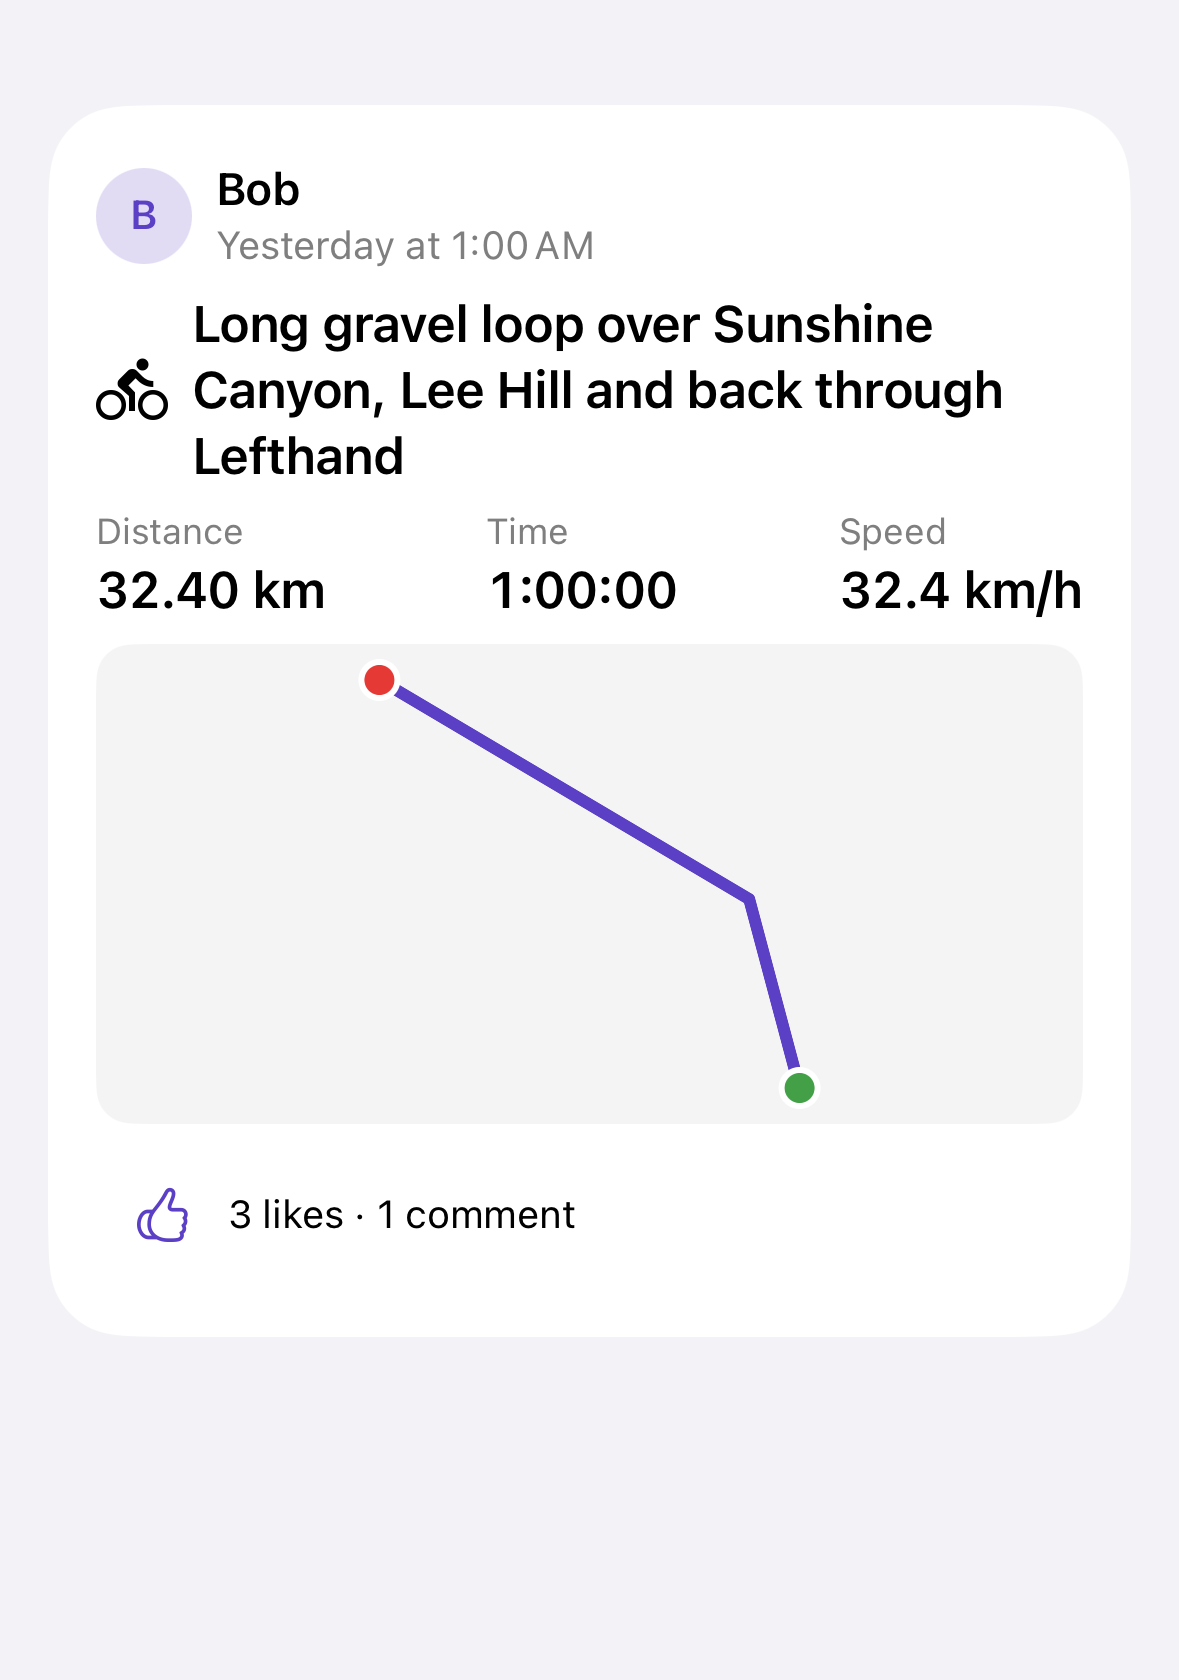 B
Bob
Yesterday at 1:00 AM
Long gravel loop over Sunshine
Canyon, Lee Hill and back through
Lefthand
Distance
Time
Speed
32.40 km
1:00:00
32.4 km/h
3 likes · 1 comment